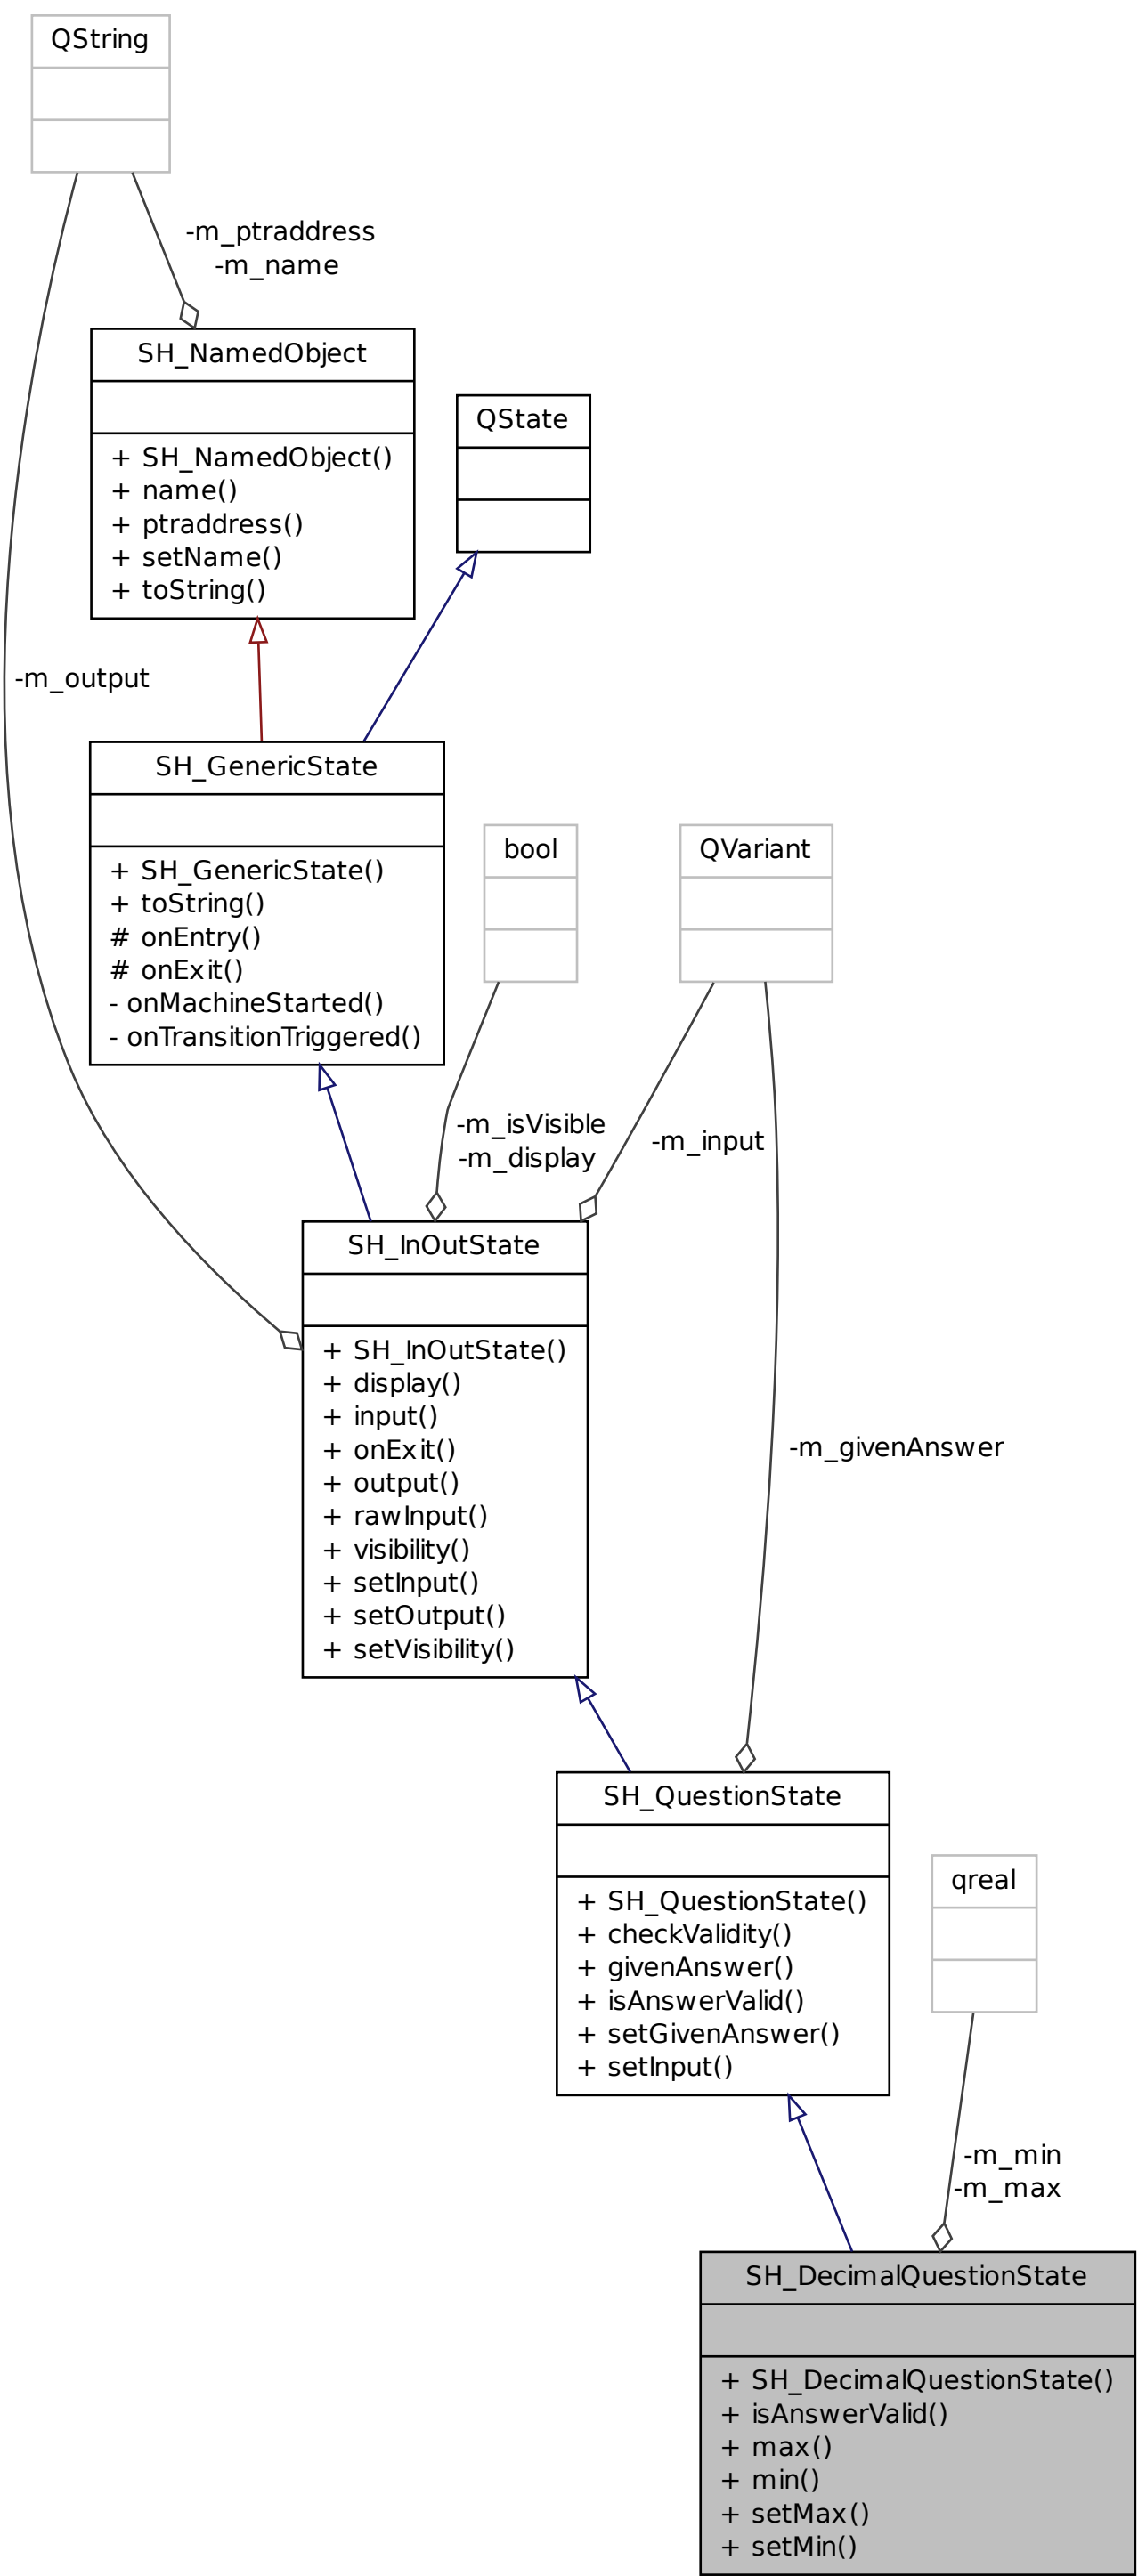 QString
-m_ptraddress
-m_name
SH_NamedObject
+ SH_NamedObject()
+ name()
+ ptraddress()
+ setName()
+ toString()
QState
-m_output
SH_GenericState
+ SH_GenericState()
+ toString()
# onEntry()
# onExit()
- onMachineStarted()
- onTransitionTriggered()
bool
QVariant
-m_isVisible
-m_display
-m_input
SH_InOutState
+ SH_InOutState()
+ display()
+ input()
+ onExit()
+ output()
+ rawInput()
+ visibility()
+ setInput()
+ setOutput()
+ setVisibility()
-m_givenAnswer
SH_QuestionState
+ SH_QuestionState()
+ checkValidity()
+ givenAnswer()
+ isAnswerValid()
+ setGivenAnswer()
+ setInput()
qreal
-m_min
-m_max
SH_DecimalQuestionState
+ SH_DecimalQuestionState()
+ isAnswerValid()
+ max()
+ min()
+ setMax()
+ setMin()